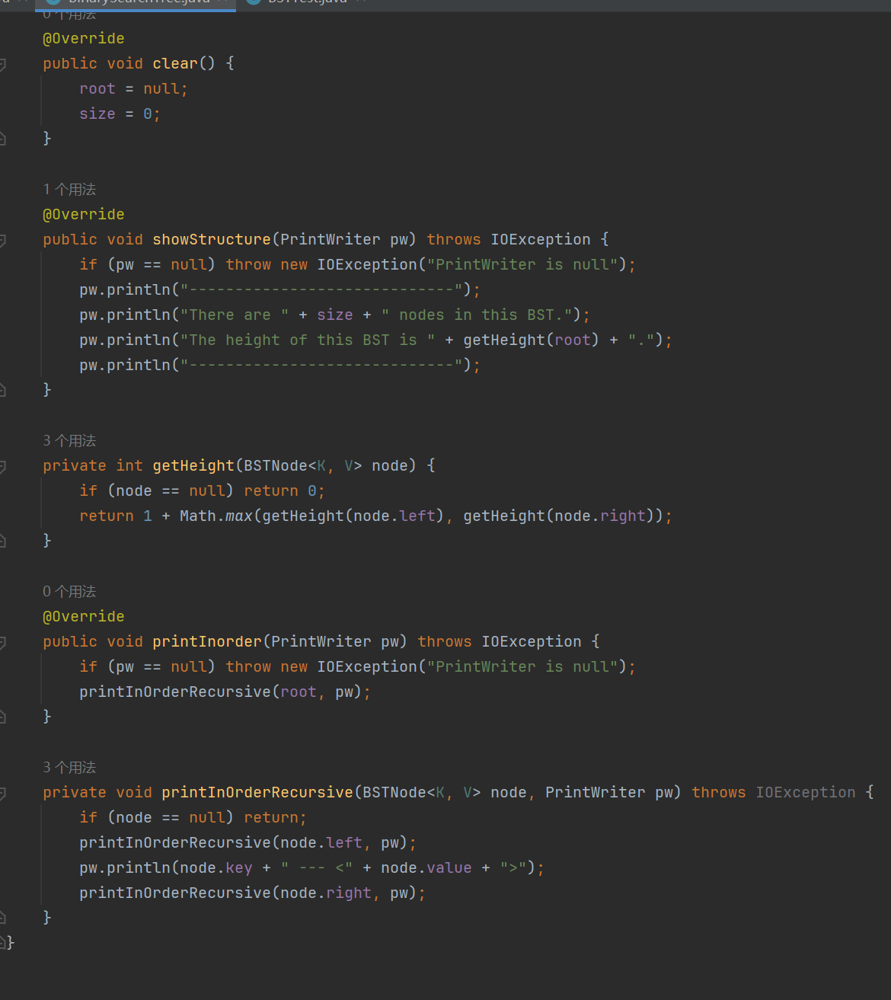 BinarySearchTree.java BSTTest.java
0 个用法
@Override
public void clear() {
root = null;
size = 0;
}
1 个用法
@Override
public void showStructure(PrintWriter pw) throws IOException {
if (pw == null) throw new IOException("PrintWriter is null");
pw.println("-----------------------------");
pw.println("There are " + size + " nodes in this BST.");
pw.println("The height of this BST is " + getHeight(root) + ".");
pw.println("-----------------------------");
}
3 个用法
private int getHeight(BSTNode<K, V> node) {
if (node == null) return 0;
return 1 + Math.max(getHeight(node.left), getHeight(node.right));
}
0 个用法
@Override
public void printInorder(PrintWriter pw) throws IOException {
if (pw == null) throw new IOException("PrintWriter is null");
printInOrderRecursive(root, pw);
}
3 个用法
private void printInOrderRecursive(BSTNode<K, V> node, PrintWriter pw) throws IOException {
if (node == null) return;
printInOrderRecursive(node.left, pw);
pw.println(node.key + " --- <" + node.value + ">");
printInOrderRecursive(node.right, pw);
}
}